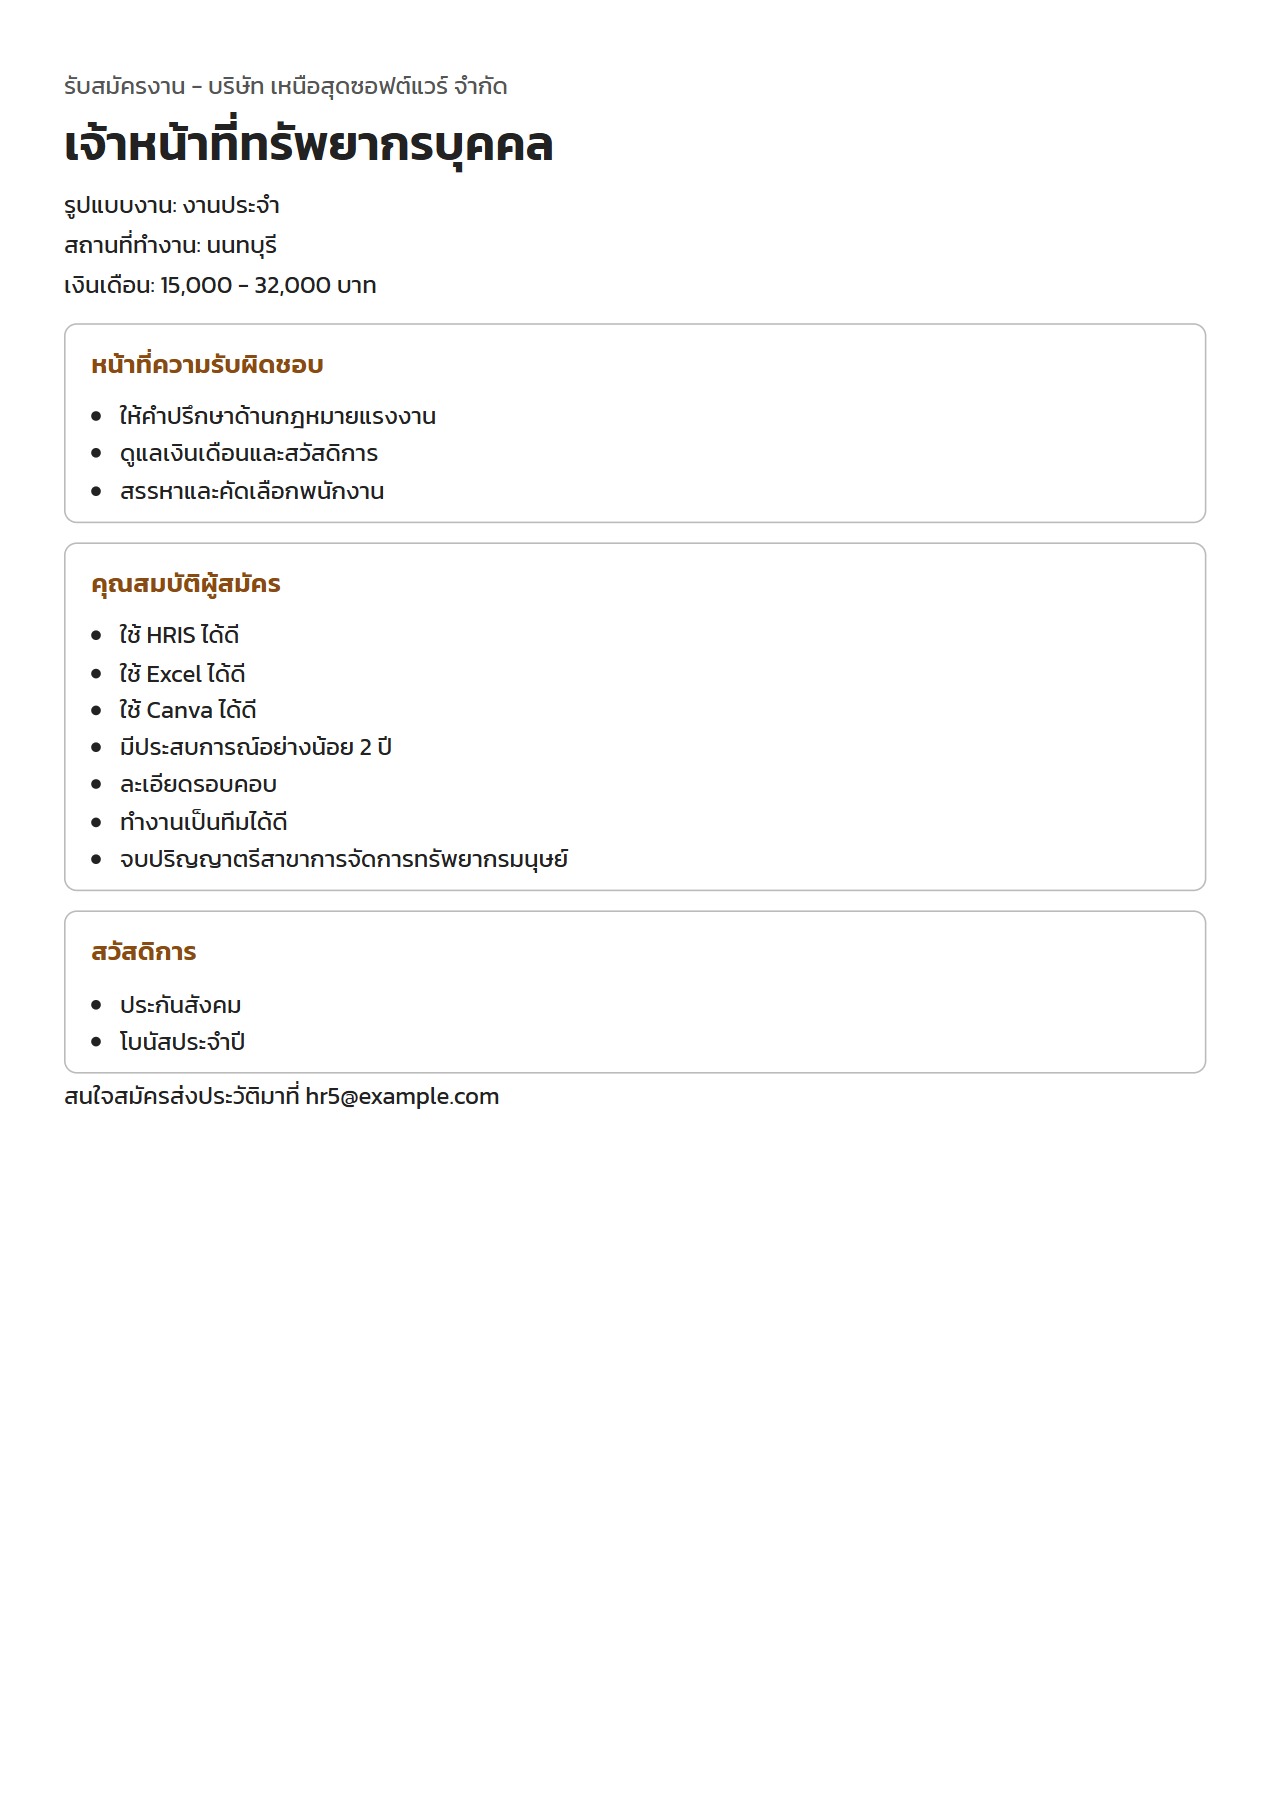 รับสมัครงาน – บริษัท เหนือสุดซอฟต์แวร์ จำกัด
เจ้าหน้าที่ทรัพยากรบุคคล
รูปแบบงาน: งานประจำ
สถานที่ทำงาน: นนทบุรี
เงินเดือน: 15,000 – 32,000 บาท
หน้าที่ความรับผิดชอบ
• ให้คำปรึกษาด้านกฎหมายแรงงาน
• ดูแลเงินเดือนและสวัสดิการ
• สรรหาและคัดเลือกพนักงาน
คุณสมบัติผู้สมัคร
• ใช้ HRIS ได้ดี
• ใช้ Excel ได้ดี
• ใช้ Canva ได้ดี
• มีประสบการณ์อย่างน้อย 2 ปี
• ละเอียดรอบคอบ
• ทำงานเป็นทีมได้ดี
• จบปริญญาตรีสาขาการจัดการทรัพยากรมนุษย์
สวัสดิการ
• ประกันสังคม
• โบนัสประจำปี
สนใจสมัครส่งประวัติมาที่ hr5@example.com